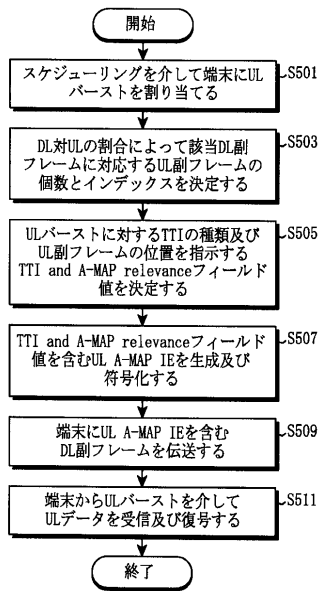 開始
スケジューリングを介して端末にUL
バーストを割り当てる
S501
DL対ULの割合によって該当DL副
フレームに対応するUL副フレームの
個数とインデックスを決定する
S503
ULバーストに対するTTIの種類及び
UL副フレームの位置を指示する
TTI and A-MAP relevanceフィールド
値を決定する
S505
TTI and A-MAP relevanceフィールド
値を含むUL A-MAP IEを生成及び
符号化する
S507
端末にUL A-MAP IEを含む
DL副フレームを伝送する
S509
端末からULバーストを介して
ULデータを受信及び復号する
S511
終了